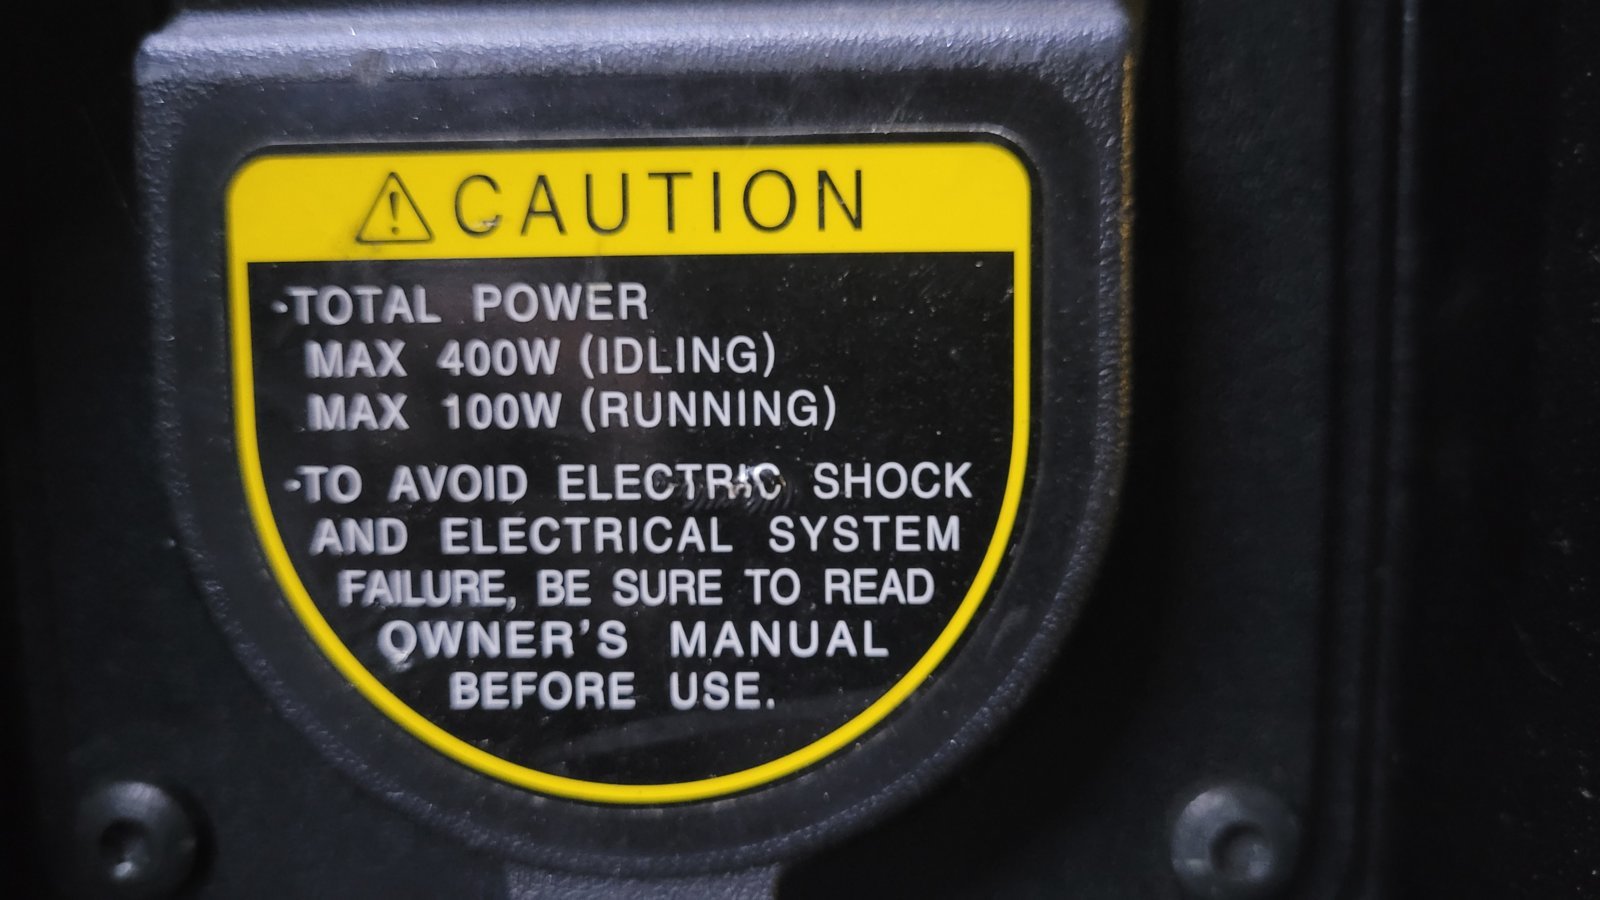 CAUTION
-TOTAL POWER
MAX 400W (IDLING)
MAX 100W (RUNNING)
-TO AVOID ELECTRIC SHOCK
AND ELECTRICAL SYSTEM
FAILURE, BE SURE TO READ
OWNER'S MANUAL
BEFORE USE.